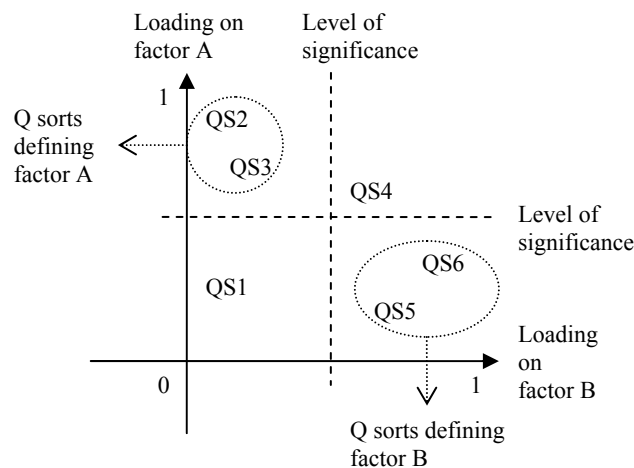 Loading on
factor A
Level of
significance
1
Q sorts
defining
factor A
QS2
QS3
QS4
Level of
significance
QS1
QS6
QS5
Loading
on
factor B
0
1
Q sorts defining
factor B